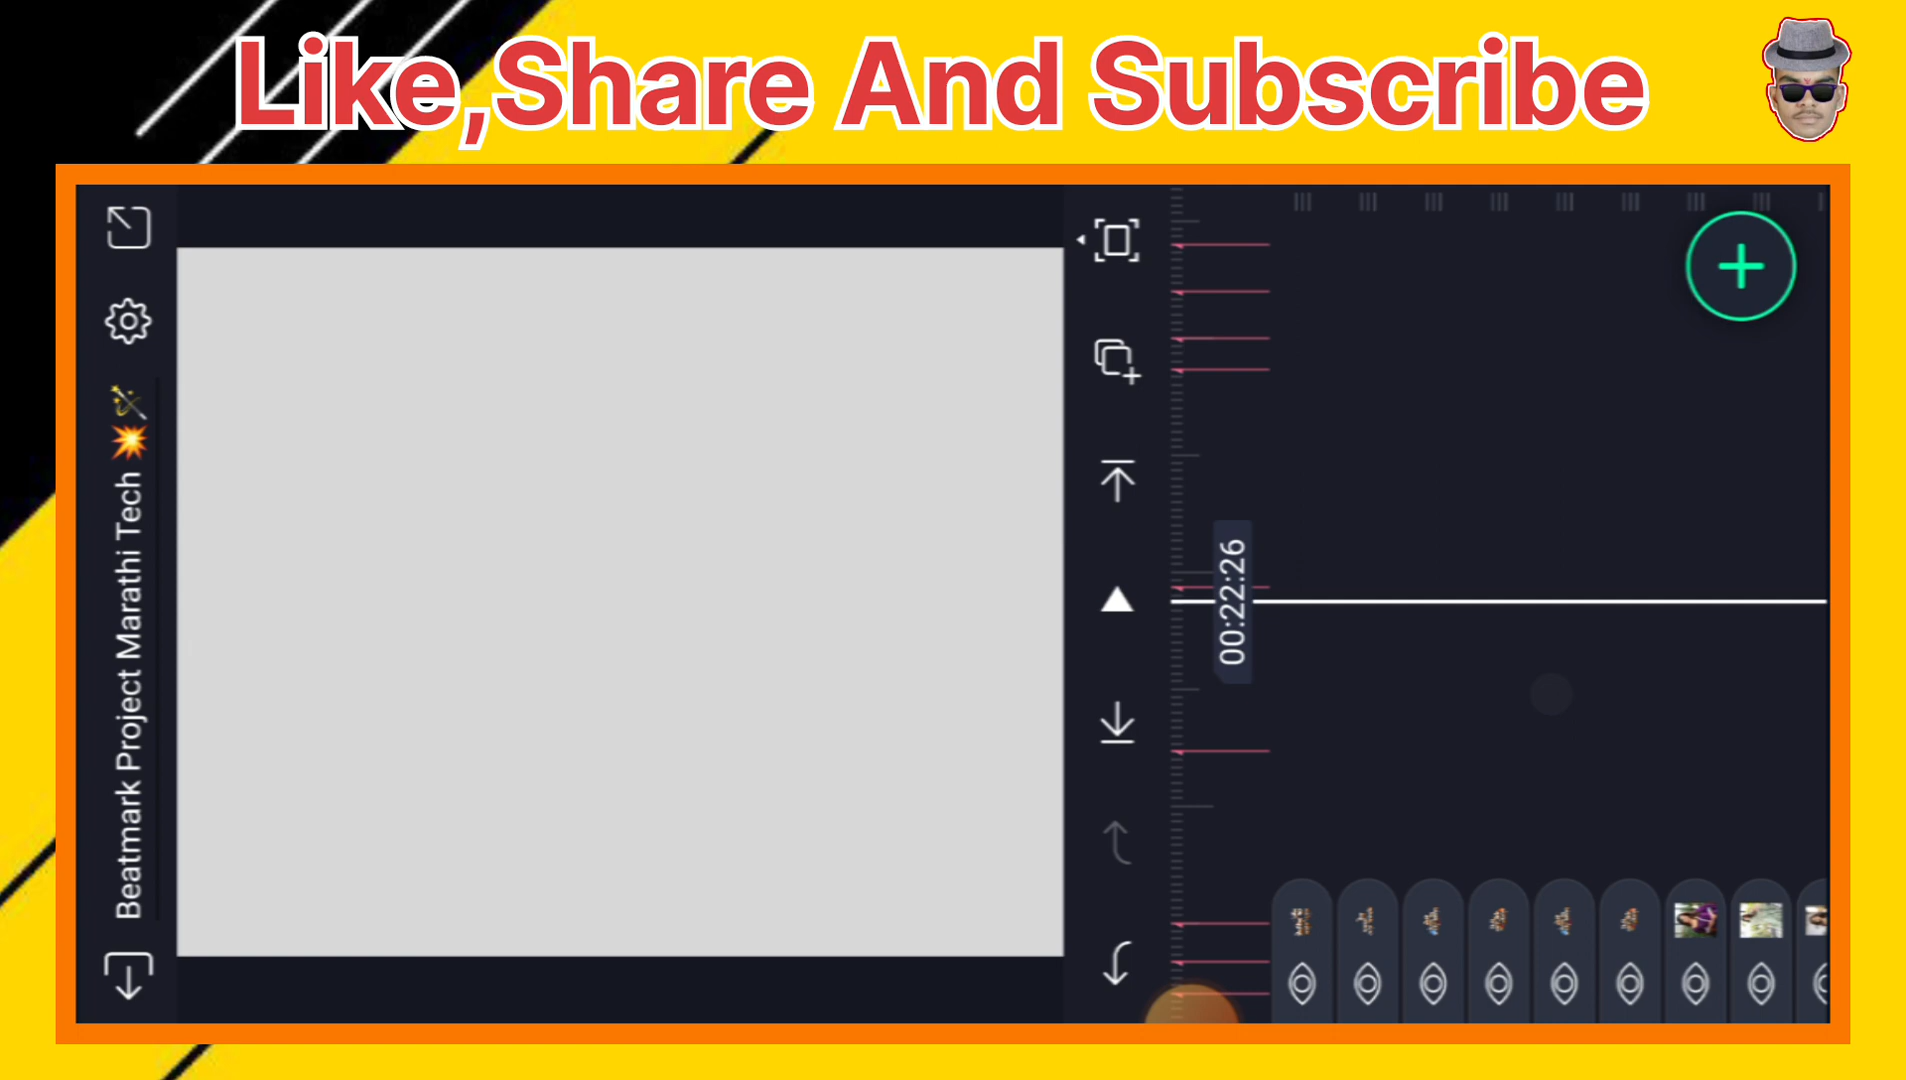 Like,Share And Subscribe
Beatmark Project Marathi Tech 💥 🪄
00:22:26